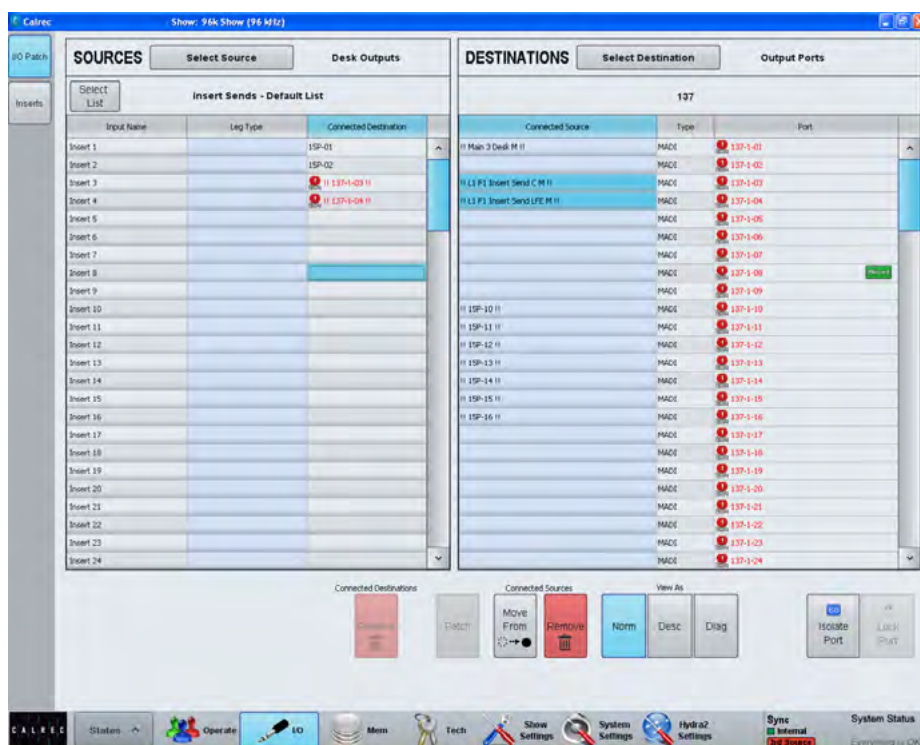 Calrec Show: 96k Show (96 kHz)
I/O Patch
Inserts
SOURCES Select Source Desk Outputs
Select List Insert Sends - Default List
Input Name Leg Type Connected Destination
Insert 1 15P-01
Insert 2 15P-02
Insert 3 !! 137-1-03 !!
Insert 4 !! 137-1-04 !!
Insert 5
Insert 6
Insert 7
Insert 8
Insert 9
Insert 10
Insert 11
Insert 12
Insert 13
Insert 14
Insert 15
Insert 16
Insert 17
Insert 18
Insert 19
Insert 20
Insert 21
Insert 22
Insert 23
Insert 24
DESTINATIONS Select Destination Output Ports
137
Connected Source Type Port
!! Main 3 Desk M !! MADI 137-1-01
MADI 137-1-02
!! L1 F1 Insert Send C M !! MADI 137-1-03
!! L1 F1 Insert Send LFE M !! MADI 137-1-04
MADI 137-1-05
MADI 137-1-06
MADI 137-1-07
MADI 137-1-08
MADI 137-1-09
!! 15P-10 !! MADI 137-1-10
!! 15P-11 !! MADI 137-1-11
!! 15P-12 !! MADI 137-1-12
!! 15P-13 !! MADI 137-1-13
!! 15P-14 !! MADI 137-1-14
!! 15P-15 !! MADI 137-1-15
!! 15P-16 !! MADI 137-1-16
MADI 137-1-17
MADI 137-1-18
MADI 137-1-19
MADI 137-1-20
MADI 137-1-21
MADI 137-1-22
MADI 137-1-23
MADI 137-1-24
Connected Destinations Connected Sources View As
Remove Patch Move From Remove Norm Desc Diag Isolate Port Lock Port
CALREC States Operate I/O Mem Tech Show Settings System Settings Hydra2 Settings
Sync
Internal
3rd Source
System Status